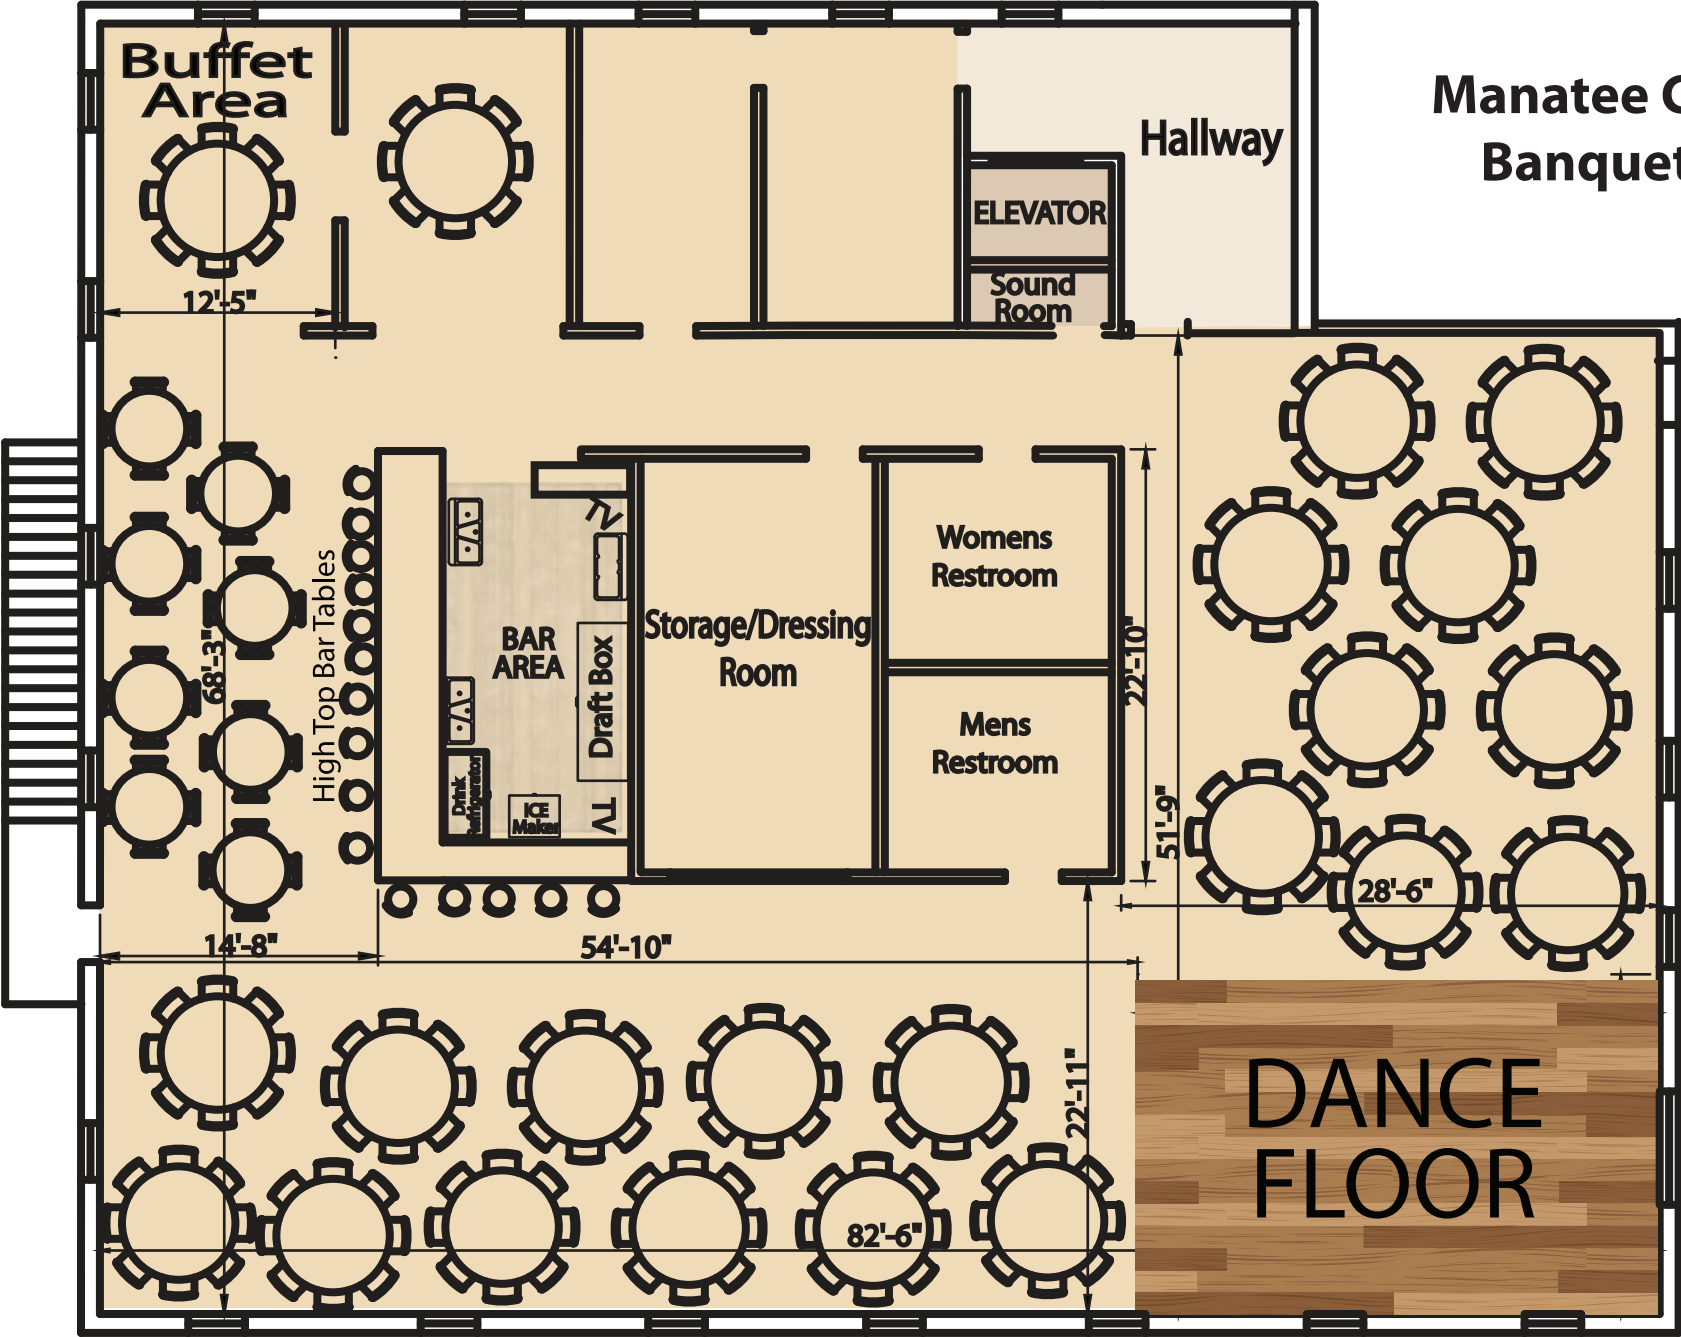 Buffet
Area
Manatee
Banquet
Hallway
ELEVATOR
Sound
Room
12'-5"
TV
Womens
Restroom
High Top Bar Tables
68'-3"
BAR
AREA
Draft Box
Storage/Dressing
Room
22'-10"
Mens
Restroom
Drink
Refrigerator
ICE
Maker
TV
51'-9"
28'-6"
14'-8"
54'-10"
22'-11"
DANCE
FLOOR
82'-6"